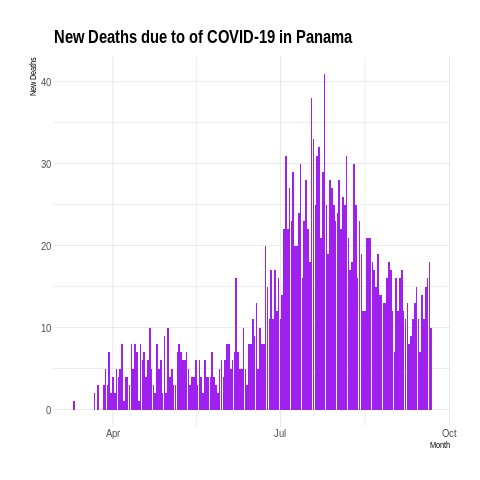 New Deaths due to of COVID-19 in Panama
New Deaths
40
30
20
10
0
Apr
Jul
Oct
Month